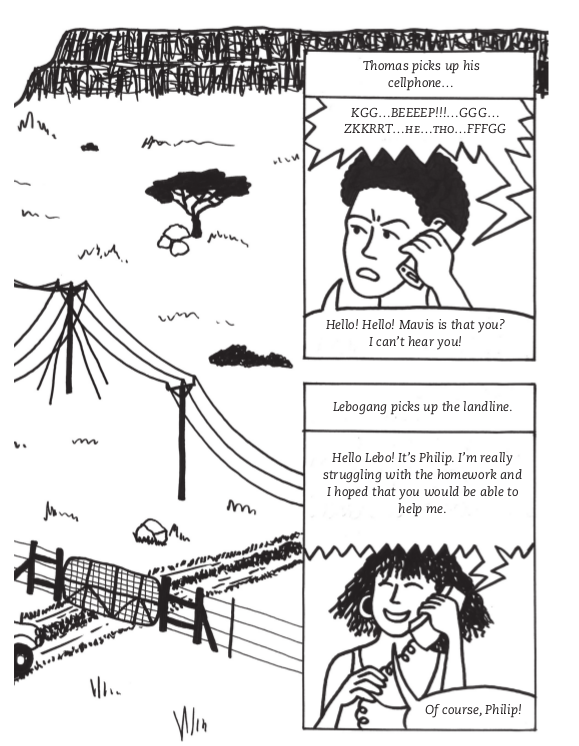 Thomas picks up his
cellphone…
KGG…BEEEEP!!!…GGG…
ZKKRRT…HE…THO…FFFGG
Hello! Hello! Mavis is that you?
I can't hear you!
Lebogang picks up the landline.
Hello Lebo! It's Philip. I'm really
struggling with the homework and
I hoped that you would be able to
help me.
Of course, Philip!